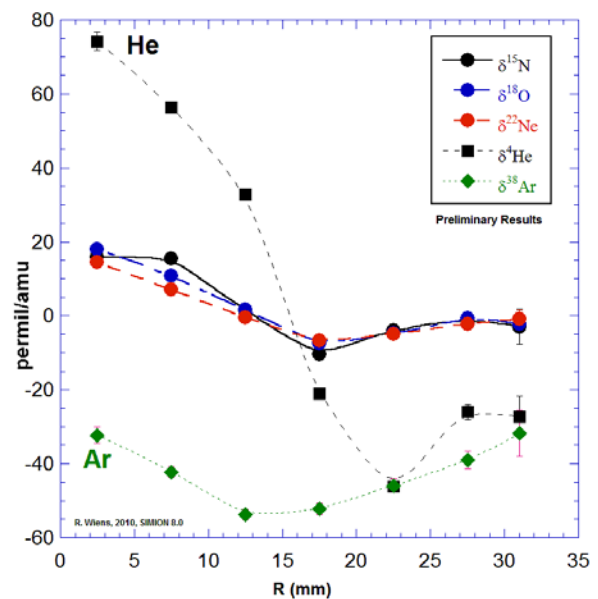 80
60
40
20
0
-20
-40
-60
permil/amu
He
δ¹⁵N
δ¹⁸O
δ²²Ne
δ⁴He
δ³⁸Ar
Preliminary Results
Ar
R. Wiens, 2010, SIMION 8.0
0 5 10 15 20 25 30 35
R (mm)